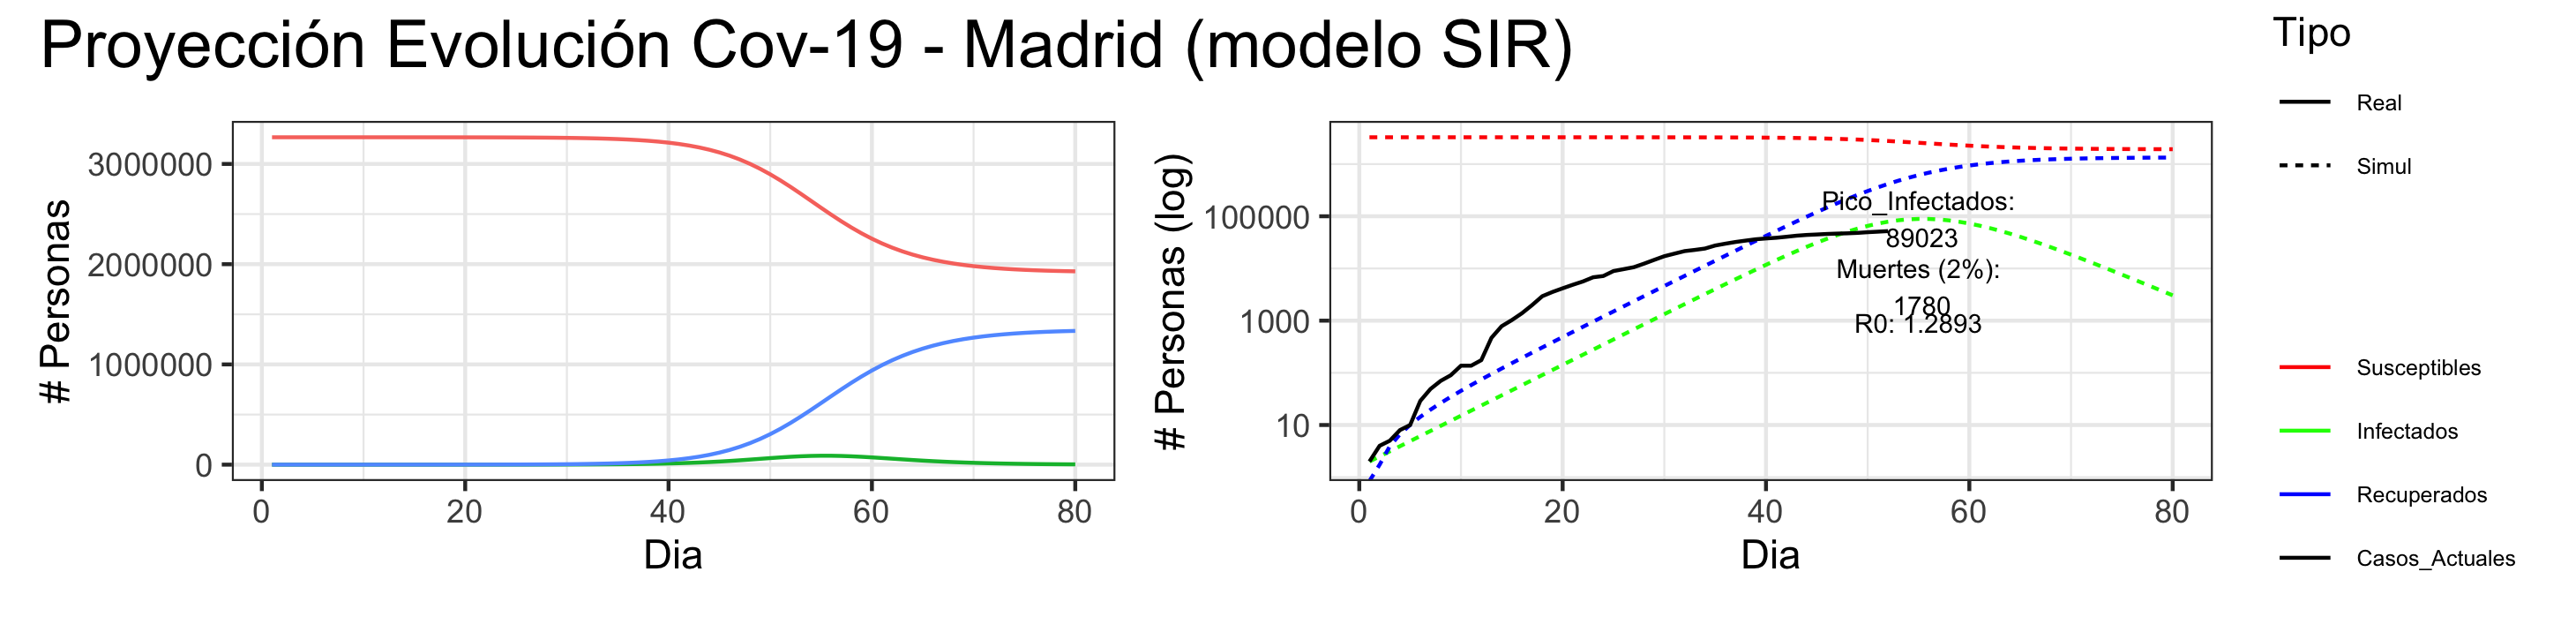 Proyección Evolución Cov-19 - Madrid (modelo SIR)
# Personas
3000000
2000000
1000000
0
0 20 40 60 80
Dia
# Personas (log)
100000
1000
10
Pico_Infectados:
89023
Muertes (2%):
1780
R0: 1.2893
0 20 40 60 80
Dia
Tipo
Real
Simul
Susceptibles
Infectados
Recuperados
Casos_Actuales